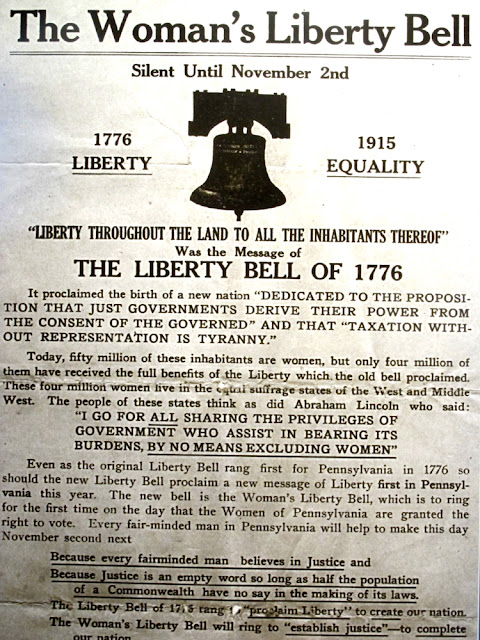 The Woman's Liberty Bell
Silent Until November 2nd
1776
LIBERTY
1915
EQUALITY
"LIBERTY THROUGHOUT THE LAND TO ALL THE INHABITANTS THEREOF"
Was the Message of
THE LIBERTY BELL OF 1776
It proclaimed the birth of a new nation "DEDICATED TO THE PROPOSI-
TION THAT JUST GOVERNMENTS DERIVE THEIR POWER FROM
THE CONSENT OF THE GOVERNED" AND THAT "TAXATION WITH-
OUT REPRESENTATION IS TYRANNY."
Today, fifty million of these inhabitants are women, but only four million of
them have received the full benefits of the Liberty which the old bell proclaimed.
These four million women live in the equal suffrage states of the West and Middle
West. The people of these states think as did Abraham Lincoln who said:
"I GO FOR ALL SHARING THE PRIVILEGES OF
GOVERNMENT WHO ASSIST IN BEARING ITS
BURDENS, BY NO MEANS EXCLUDING WOMEN"
Even as the original Liberty Bell rang first for Pennsylvania in 1776 so
should the new Liberty Bell proclaim a new message of Liberty first in Pennsyl-
vania this year. The new bell is the Woman's Liberty Bell, which is to ring
for the first time on the day that the Women of Pennsylvania are granted the
right to vote. Every fair-minded man in Pennsylvania will help to make this day
November second next
Because every fairminded man believes in Justice and
Because Justice is an empty word so long as half the population
of a Commonwealth have no say in the making of its laws.
The Liberty Bell of rang "proclaim Liberty" to create our nation.
The Woman's Liberty Bell will ring to "establish justice"—to complete
our nation